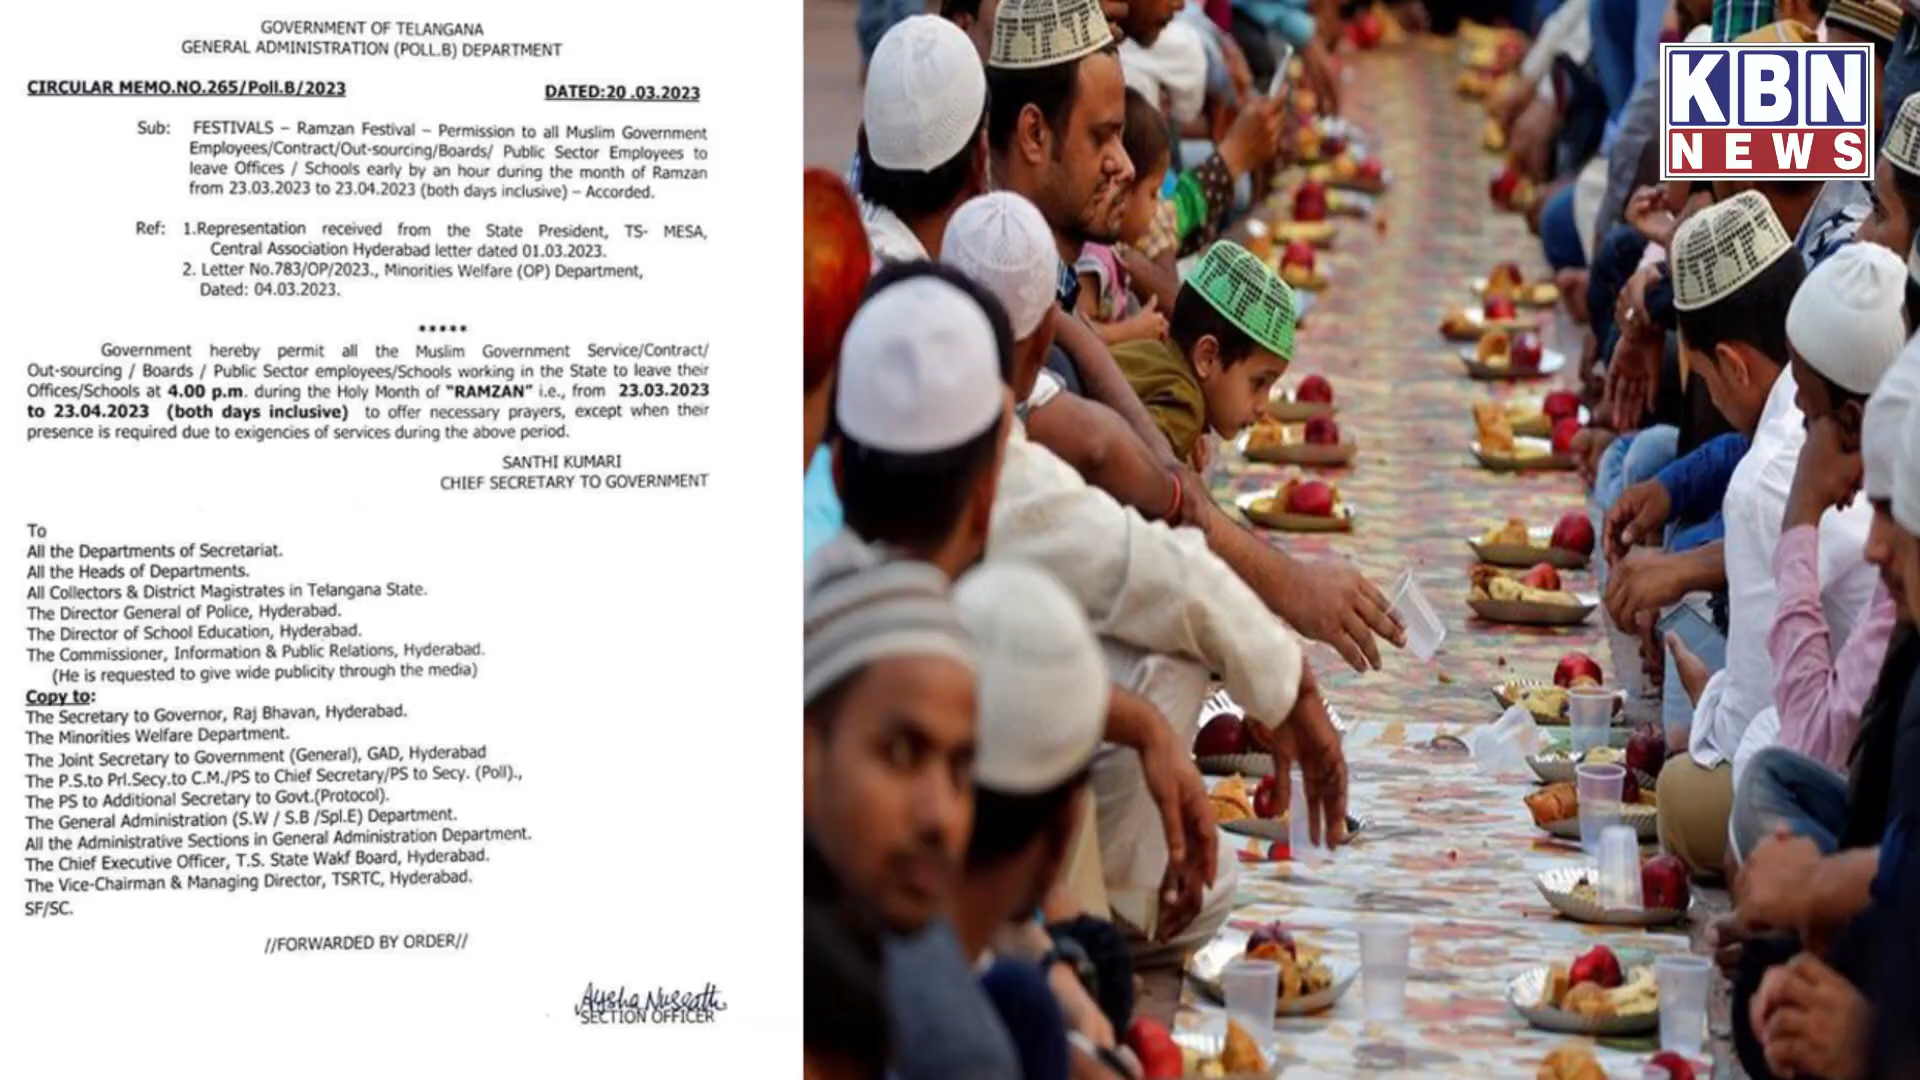 GOVERNMENT OF TELANGANA
GENERAL ADMINISTRATION (POLL.B) DEPARTMENT
CIRCULAR MEMO.NO.265/Poll.B/2023 DATED:20 .03.2023
Sub: FESTIVALS – Ramzan Festival – Permission to all Muslim Government
Employees/Contract/Out-sourcing/Boards/ Public Sector Employees to
leave Offices / Schools early by an hour during the month of Ramzan
from 23.03.2023 to 23.04.2023 (both days inclusive) – Accorded.
Ref: 1.Representation received from the State President, TS- MESA,
Central Association Hyderabad letter dated 01.03.2023.
2. Letter No.783/OP/2023., Minorities Welfare (OP) Department,
Dated: 04.03.2023.
*****
Government hereby permit all the Muslim Government Service/Contract/
Out-sourcing / Boards / Public Sector employees/Schools working in the State to leave their
Offices/Schools at 4.00 p.m. during the Holy Month of "RAMZAN" i.e., from 23.03.2023
to 23.04.2023 (both days inclusive) to offer necessary prayers, except when their
presence is required due to exigencies of services during the above period.
SANTHI KUMARI
CHIEF SECRETARY TO GOVERNMENT
To
All the Departments of Secretariat.
All the Heads of Departments.
All Collectors & District Magistrates in Telangana State.
The Director General of Police, Hyderabad.
The Director of School Education, Hyderabad.
The Commissioner, Information & Public Relations, Hyderabad.
(He is requested to give wide publicity through the media)
Copy to:
The Secretary to Governor, Raj Bhavan, Hyderabad.
The Minorities Welfare Department.
The Joint Secretary to Government (General), GAD, Hyderabad
The P.S.to Prl.Secy.to C.M./PS to Chief Secretary/PS to Secy. (Poll).,
The PS to Additional Secretary to Govt.(Protocol).
The General Administration (S.W / S.B /Spl.E) Department.
All the Administrative Sections in General Administration Department.
The Chief Executive Officer, T.S. State Wakf Board, Hyderabad.
The Vice-Chairman & Managing Director, TSRTC, Hyderabad.
SF/SC.
//FORWARDED BY ORDER//
Aysha Nusrath
SECTION OFFICER
KBN
NEWS